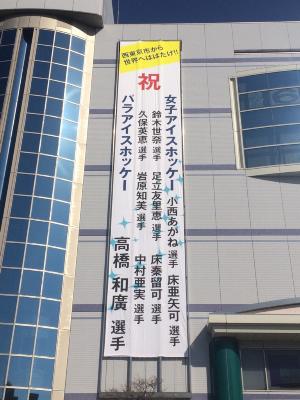 西東京市から
世界へはばたけ!!
祝
女子アイスホッケー 小西あかね選手 床亜矢可 選手
鈴木世奈 選手 足立友里恵 選手 床秦留可 選手
久保英恵 選手 岩原知美 選手 中村亜実 選手
パラアイスホッケー 高橋 和廣 選手